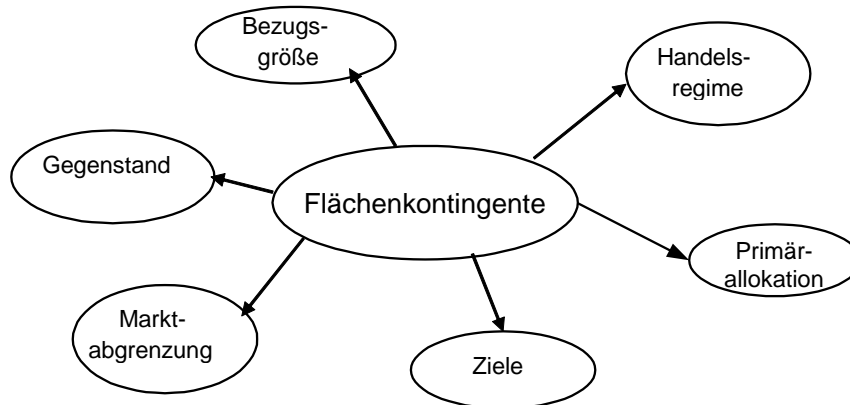 Bezugs-
größe
Handels-
regime
Gegenstand
Flächenkontingente
Primär-
allokation
Markt-
abgrenzung
Ziele